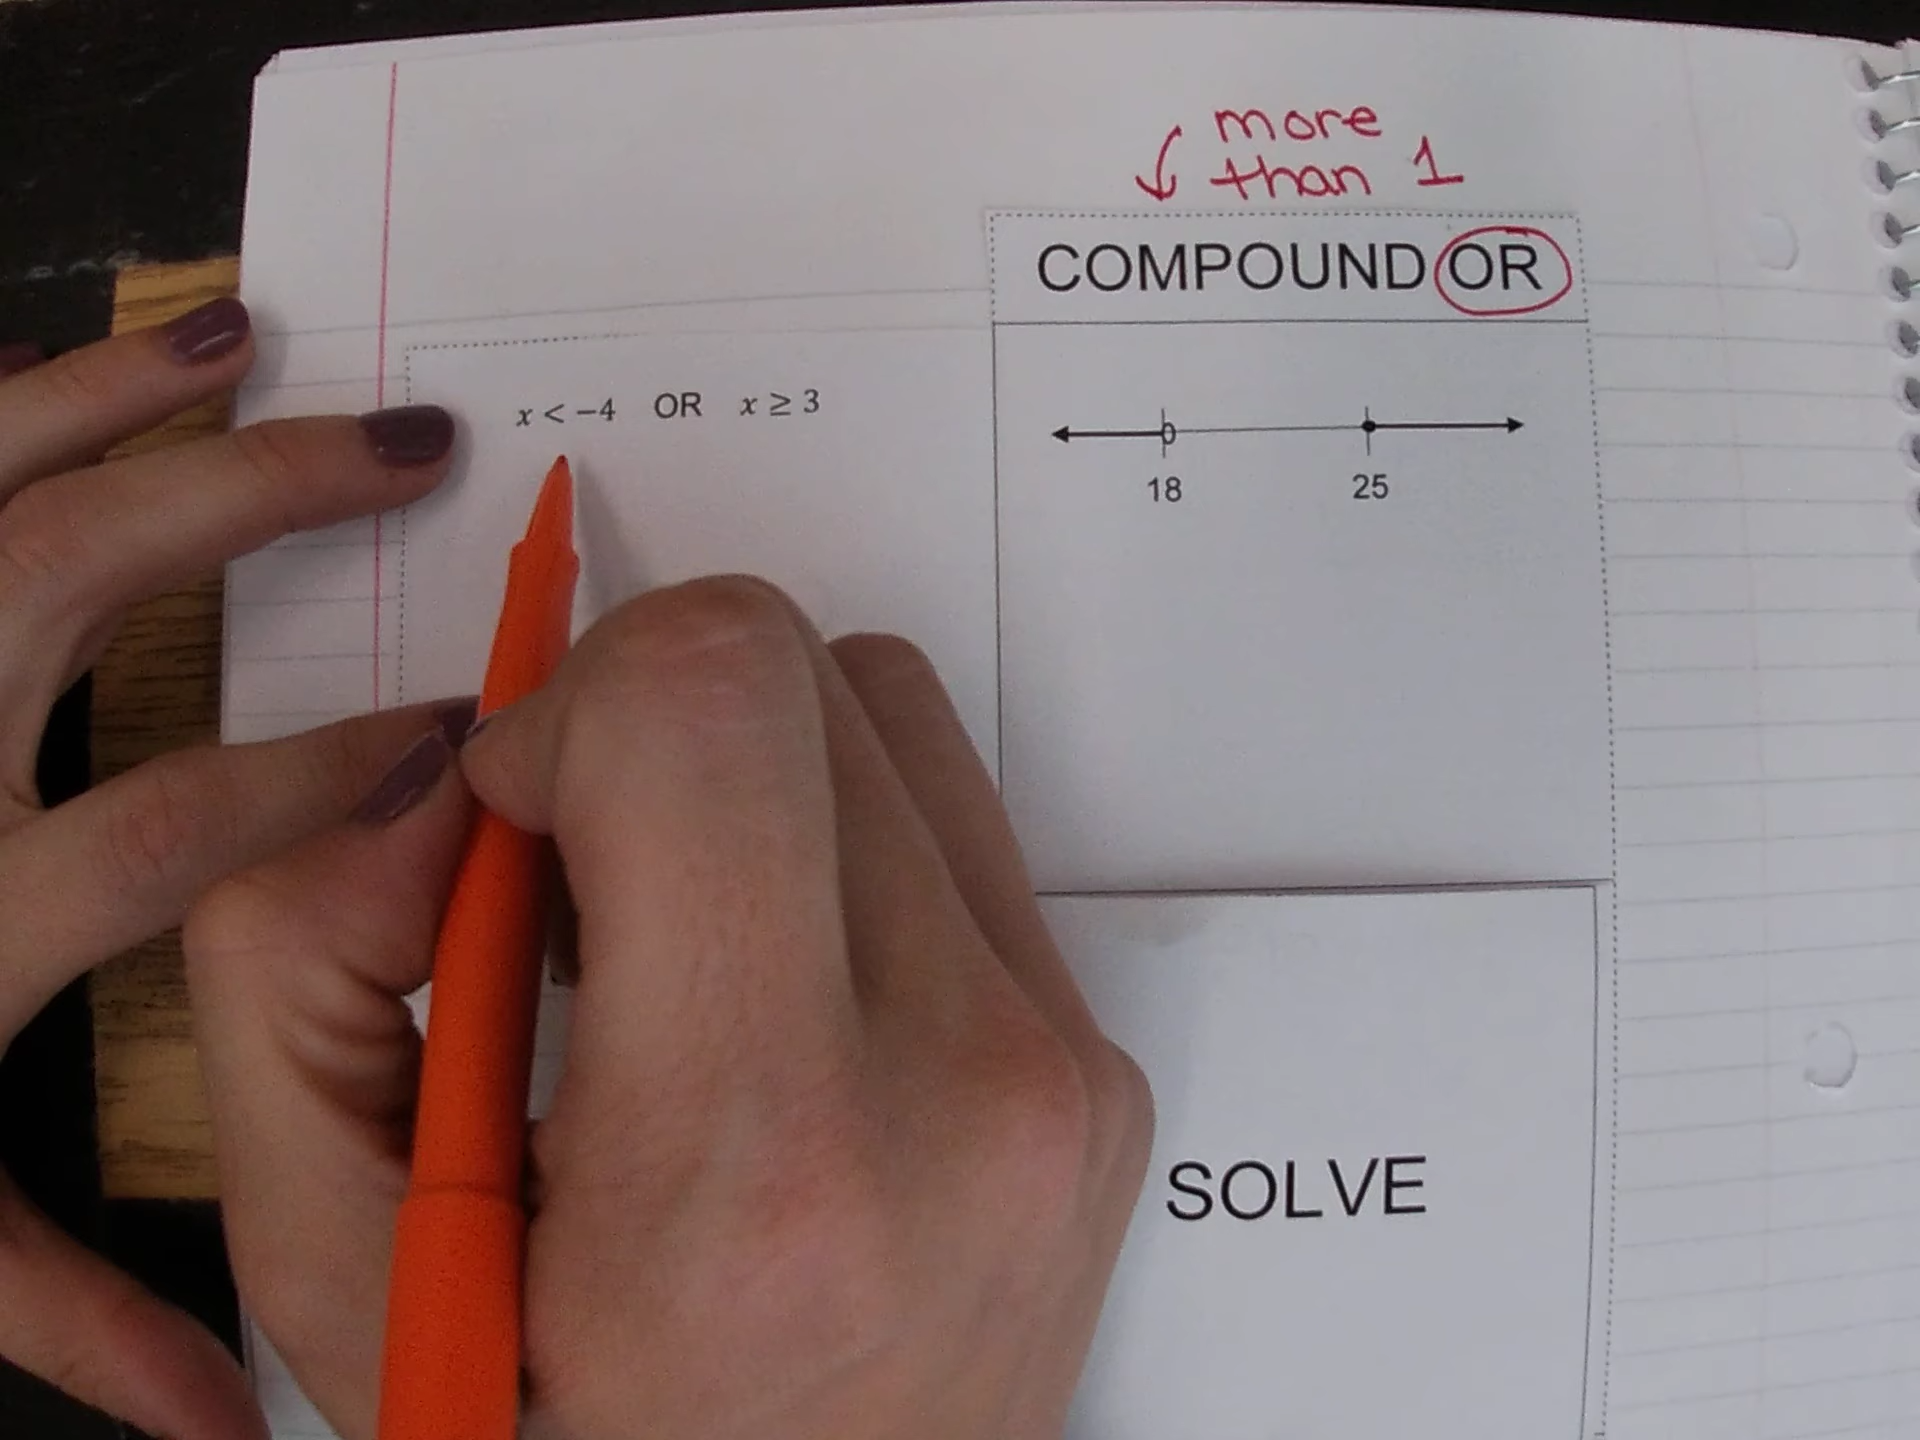 more
than 1
COMPOUND OR
x < −4 OR x ≥ 3
18 25
SOLVE